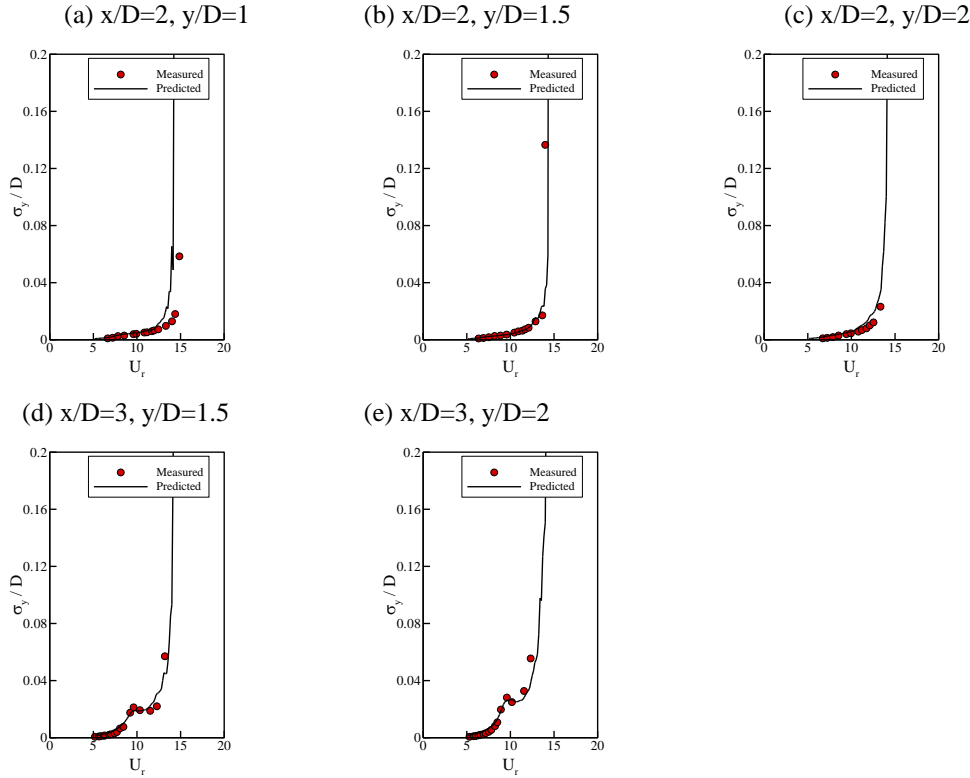 (a) x/D=2, y/D=1
0.2
0.16
0.12
0.08
0.04
0
σy / D
Measured
Predicted
0 5 10 15 20
Ur
(b) x/D=2, y/D=1.5
0.2
0.16
0.12
0.08
0.04
0
σy / D
Measured
Predicted
0 5 10 15 20
Ur
(c) x/D=2, y/D=2
0.2
0.16
0.12
0.08
0.04
0
σy / D
Measured
Predicted
0 5 10 15 20
Ur
(d) x/D=3, y/D=1.5
0.2
0.16
0.12
0.08
0.04
0
σy / D
Measured
Predicted
0 5 10 15 20
Ur
(e) x/D=3, y/D=2
0.2
0.16
0.12
0.08
0.04
0
σy / D
Measured
Predicted
0 5 10 15 20
Ur